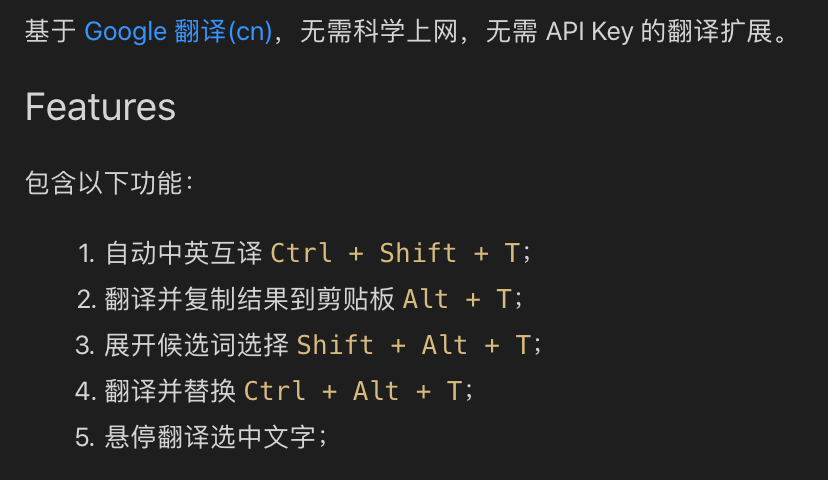 基于 Google 翻译(cn)，无需科学上网，无需 API Key 的翻译扩展。
Features
包含以下功能：
1. 自动中英互译 Ctrl + Shift + T；
2. 翻译并复制结果到剪贴板 Alt + T；
3. 展开候选词选择 Shift + Alt + T；
4. 翻译并替换 Ctrl + Alt + T；
5. 悬停翻译选中文字；